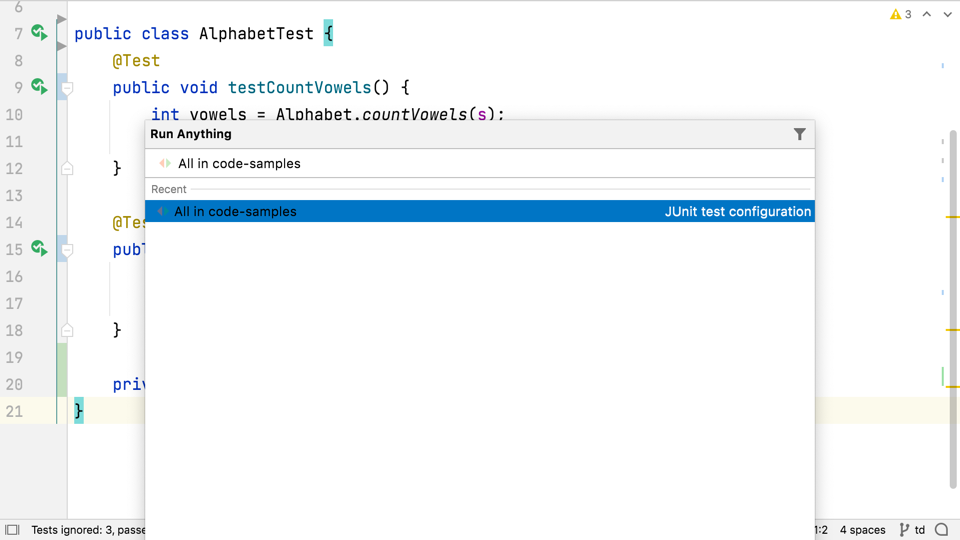 6
7 public class AlphabetTest {
8 @Test
9 public void testCountVowels() {
10 int vowels = Alphabet.countVowels(s);
3
Run Anything
11
All in code-samples
12 }
Recent
13
All in code-samples JUnit test configuration
14 @Tes
15 publ
16
17
18 }
19
20 priv
21 }
Tests ignored: 3, passe
1:2 4 spaces td